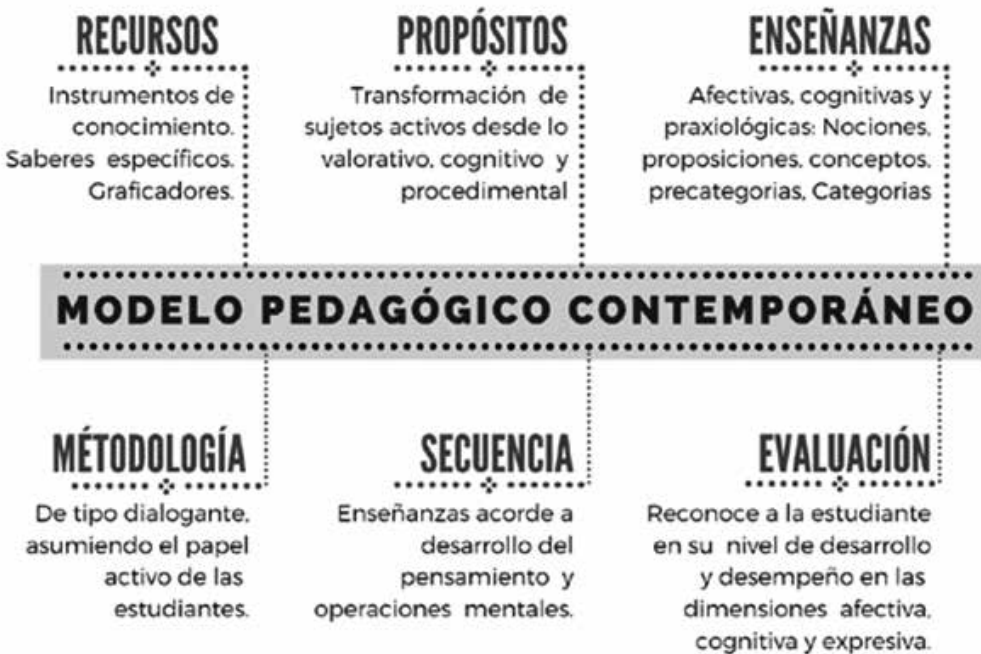 RECURSOS
Instrumentos de
conocimiento.
Saberes específicos.
Graficadores.
PROPÓSITOS
Transformación de
sujetos activos desde lo
valorativo, cognitivo y
procedimental
ENSEÑANZAS
Afectivas, cognitivas y
praxiológicas: Nociones,
proposiciones, conceptos,
precategorias, Categorias
MODELO PEDAGÓGICO CONTEMPORÁNEO
MÉTODOLOGÍA
De tipo dialogante,
asumiendo el papel
activo de las
estudiantes.
SECUENCIA
Enseñanzas acorde a
desarrollo del
pensamiento y
operaciones mentales.
EVALUACIÓN
Reconoce a la estudiante
en su nivel de desarrollo
y desempeño en las
dimensiones afectiva,
cognitiva y expresiva.